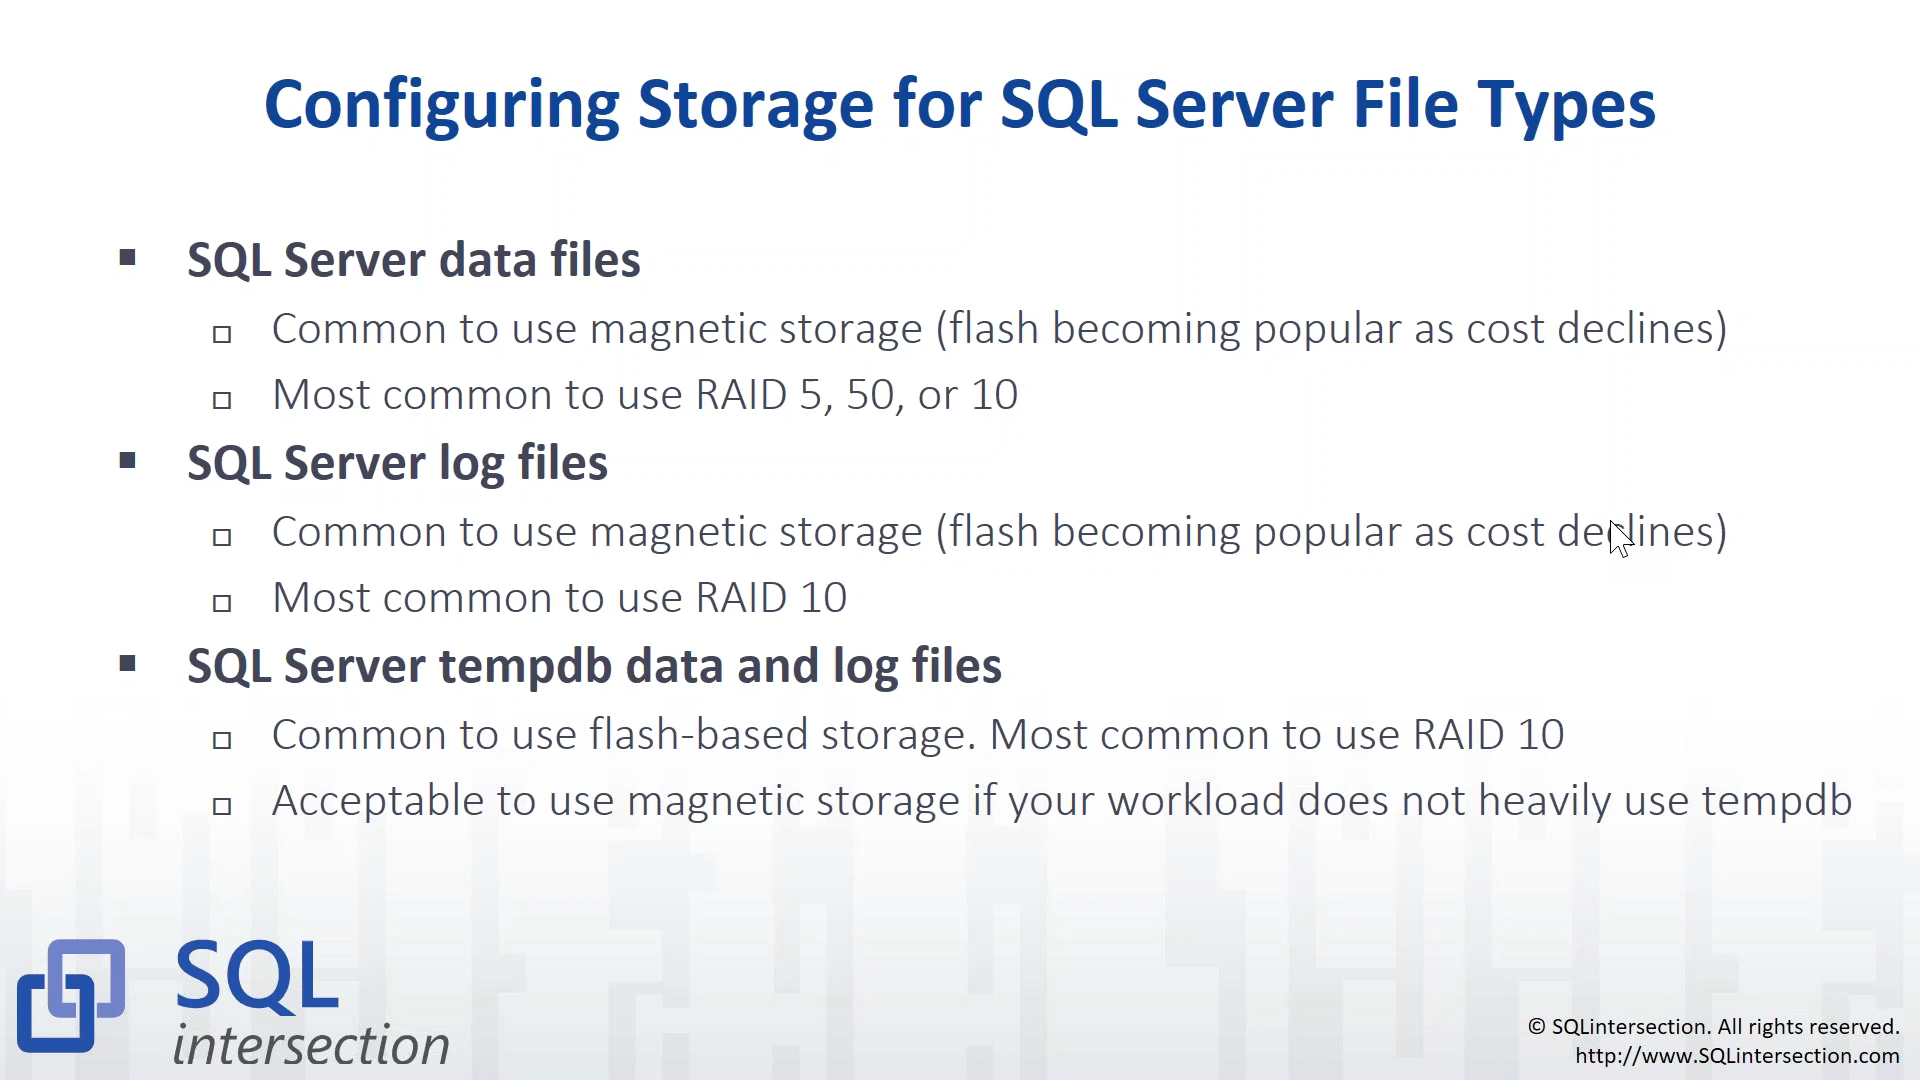 Configuring Storage for SQL Server File Types
SQL Server data files
Common to use magnetic storage (flash becoming popular as cost declines)
Most common to use RAID 5, 50, or 10
SQL Server log files
Common to use magnetic storage (flash becoming popular as cost declines)
Most common to use RAID 10
SQL Server tempdb data and log files
Common to use flash-based storage. Most common to use RAID 10
Acceptable to use magnetic storage if your workload does not heavily use tempdb
SQL
intersection
© SQLintersection. All rights reserved.
http://www.SQLintersection.com